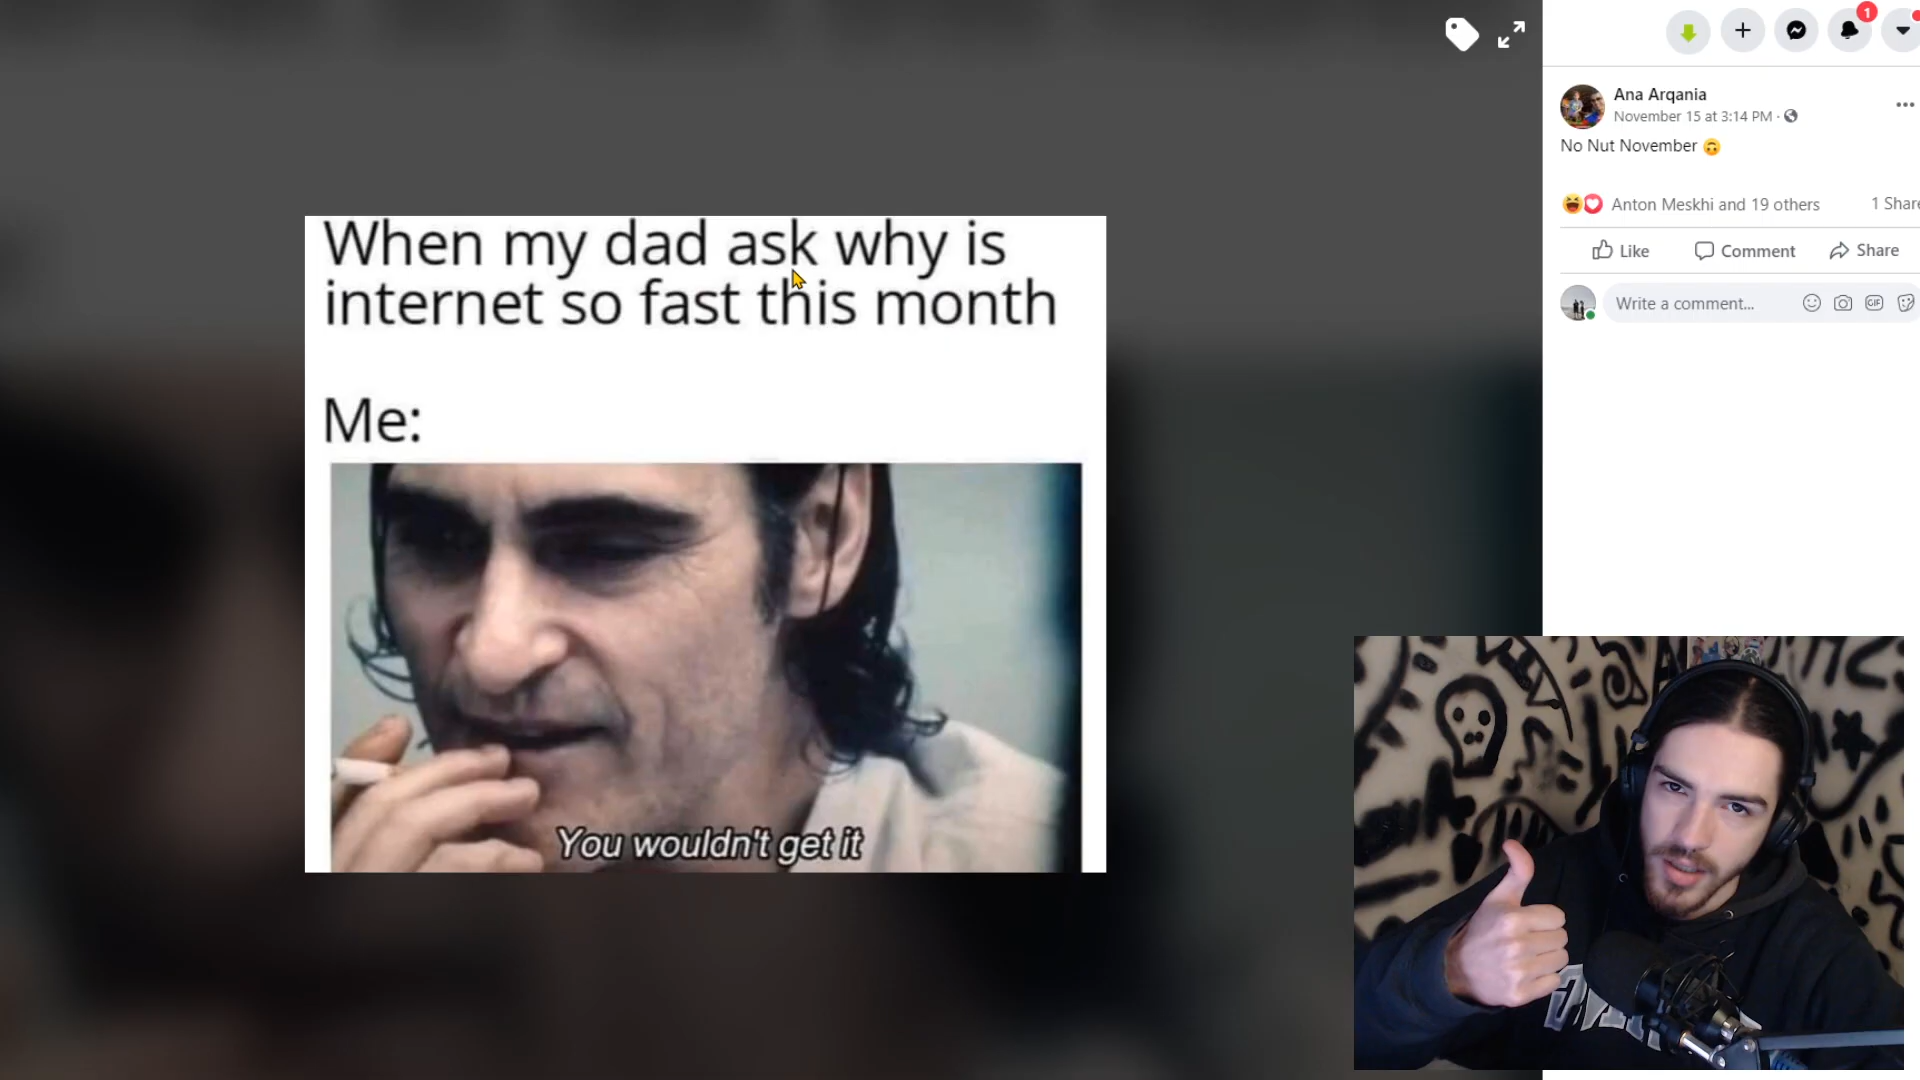 When my dad ask why is
internet so fast this month
Me:
You wouldn't get it
1
Ana Arqania
November 15 at 3:14 PM ·
No Nut November 🙃
Anton Meskhi and 19 others
1 Share
Like
Comment
Share
Write a comment...
GIF